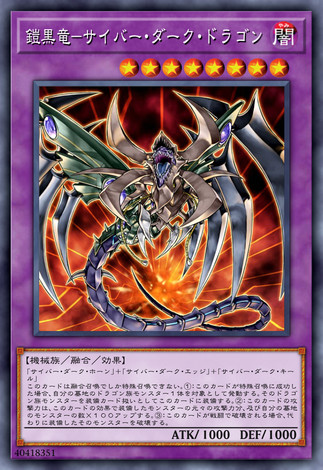 鎧黒竜-サイバー・ダーク・ドラゴン 闇
やみ
【機械族／融合／効果】
「サイバー・ダーク・ホーン」+「サイバー・ダーク・エッジ」+「サイバー・ダーク・キー
ル」
このカードは融合召喚でしか特殊召喚できない。①:このカードが特殊召喚に成功し
た場合、自分の墓地のドラゴン族モンスター1体を対象として発動する。そのドラゴ
ン族モンスターを装備カード扱いとしてこのカードに装備する。②:このカードの攻
撃力は、このカードの効果で装備したモンスターの元々の攻撃力、及び自分の墓地
のモンスターの数×100アップする。③:このカードが戦闘で破壊される場合、代
わりに装備したそのモンスターを破壊する。
ATK/ 1000 DEF/ 1000
40418351